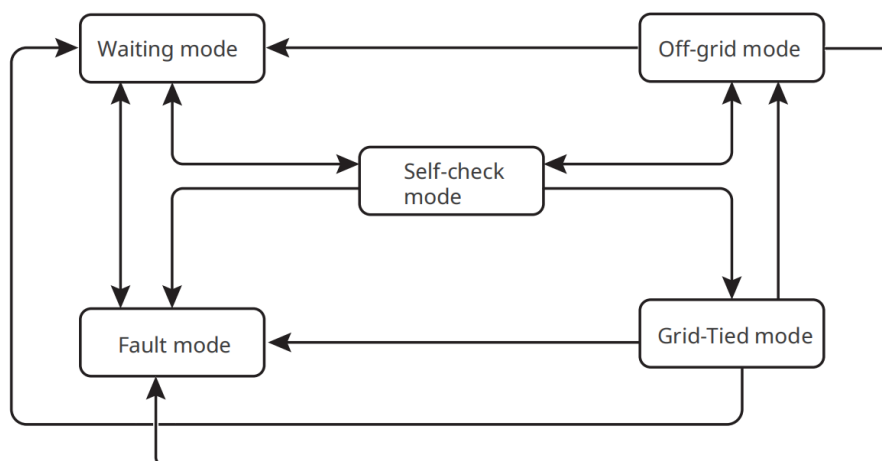 Waiting mode
Off-grid mode
Self-check
mode
Fault mode
Grid-Tied mode